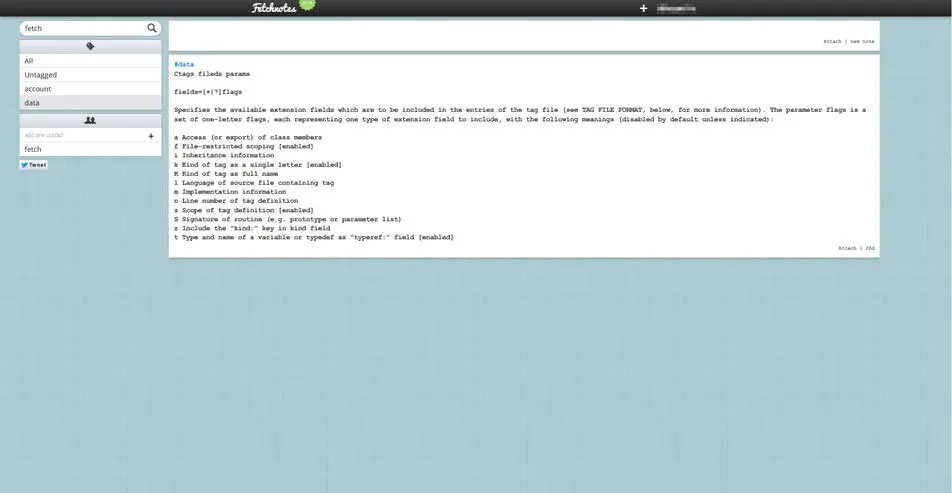 Fetchnotes
+
fetch
All
Untagged
account
data
add new contact +
fetch
Tweet
Attach | new note
#data
Ctags fileds params
fields=[+|?]flags
Specifies the available extension fields which are to be included in the entries of the tag file (see TAG FILE FORMAT, below, for more information). The parameter flags is a
set of one-letter flags, each representing one type of extension field to include, with the following meanings (disabled by default unless indicated):
a Access (or export) of class members
f File-restricted scoping [enabled]
i Inheritance information
k Kind of tag as a single letter [enabled]
K Kind of tag as full name
l Language of source file containing tag
m Implementation information
n Line number of tag definition
s Scope of tag definition [enabled]
S Signature of routine (e.g. prototype or parameter list)
z Include the "kind:" key in kind field
t Type and name of a variable or typedef as "typeref:" field [enabled]
Attach | 28d